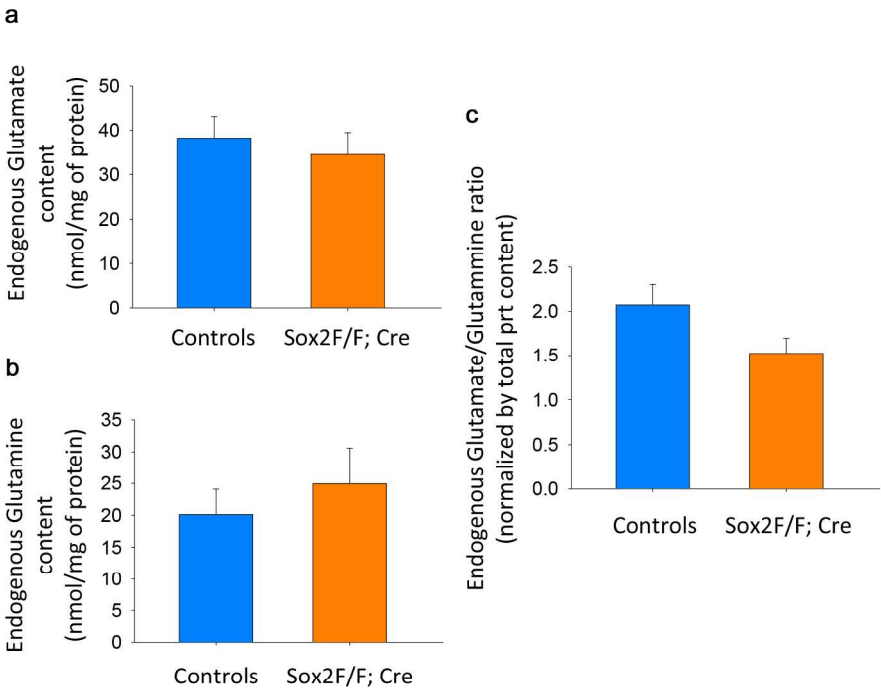 a
Endogenous Glutamate
content
(nmol/mg of protein)
50
40
30
20
10
0
Controls
Sox2F/F; Cre
b
Endogenous Glutamine
content
(nmol/mg of protein)
35
30
25
20
15
10
5
0
Controls
Sox2F/F; Cre
c
Endogenous Glutamate/Glutammine ratio
(normalized by total prt content)
2.5
2.0
1.5
1.0
0.5
0.0
Controls
Sox2F/F; Cre